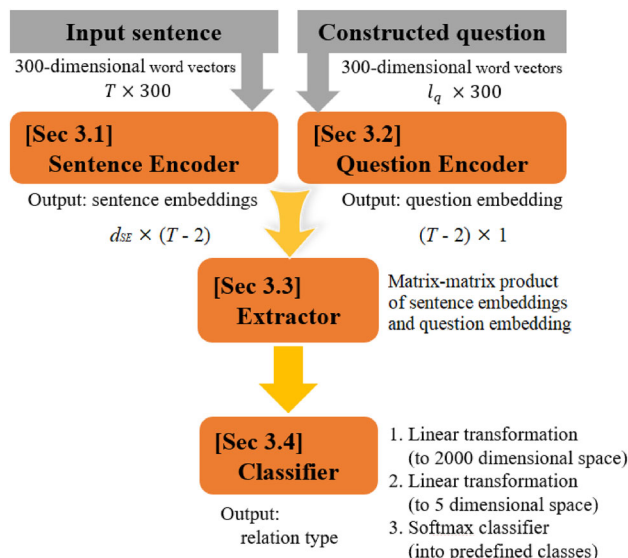 Input sentence
Constructed question
300-dimensional word vectors
T × 300
300-dimensional word vectors
l_q × 300
[Sec 3.1]
Sentence Encoder
[Sec 3.2]
Question Encoder
Output: sentence embeddings
d_SE × (T - 2)
Output: question embedding
(T - 2) × 1
[Sec 3.3]
Extractor
Matrix-matrix product
of sentence embeddings
and question embedding
[Sec 3.4]
Classifier
Output:
relation type
1. Linear transformation
(to 2000 dimensional space)
2. Linear transformation
(to 5 dimensional space)
3. Softmax classifier
(into predefined classes)